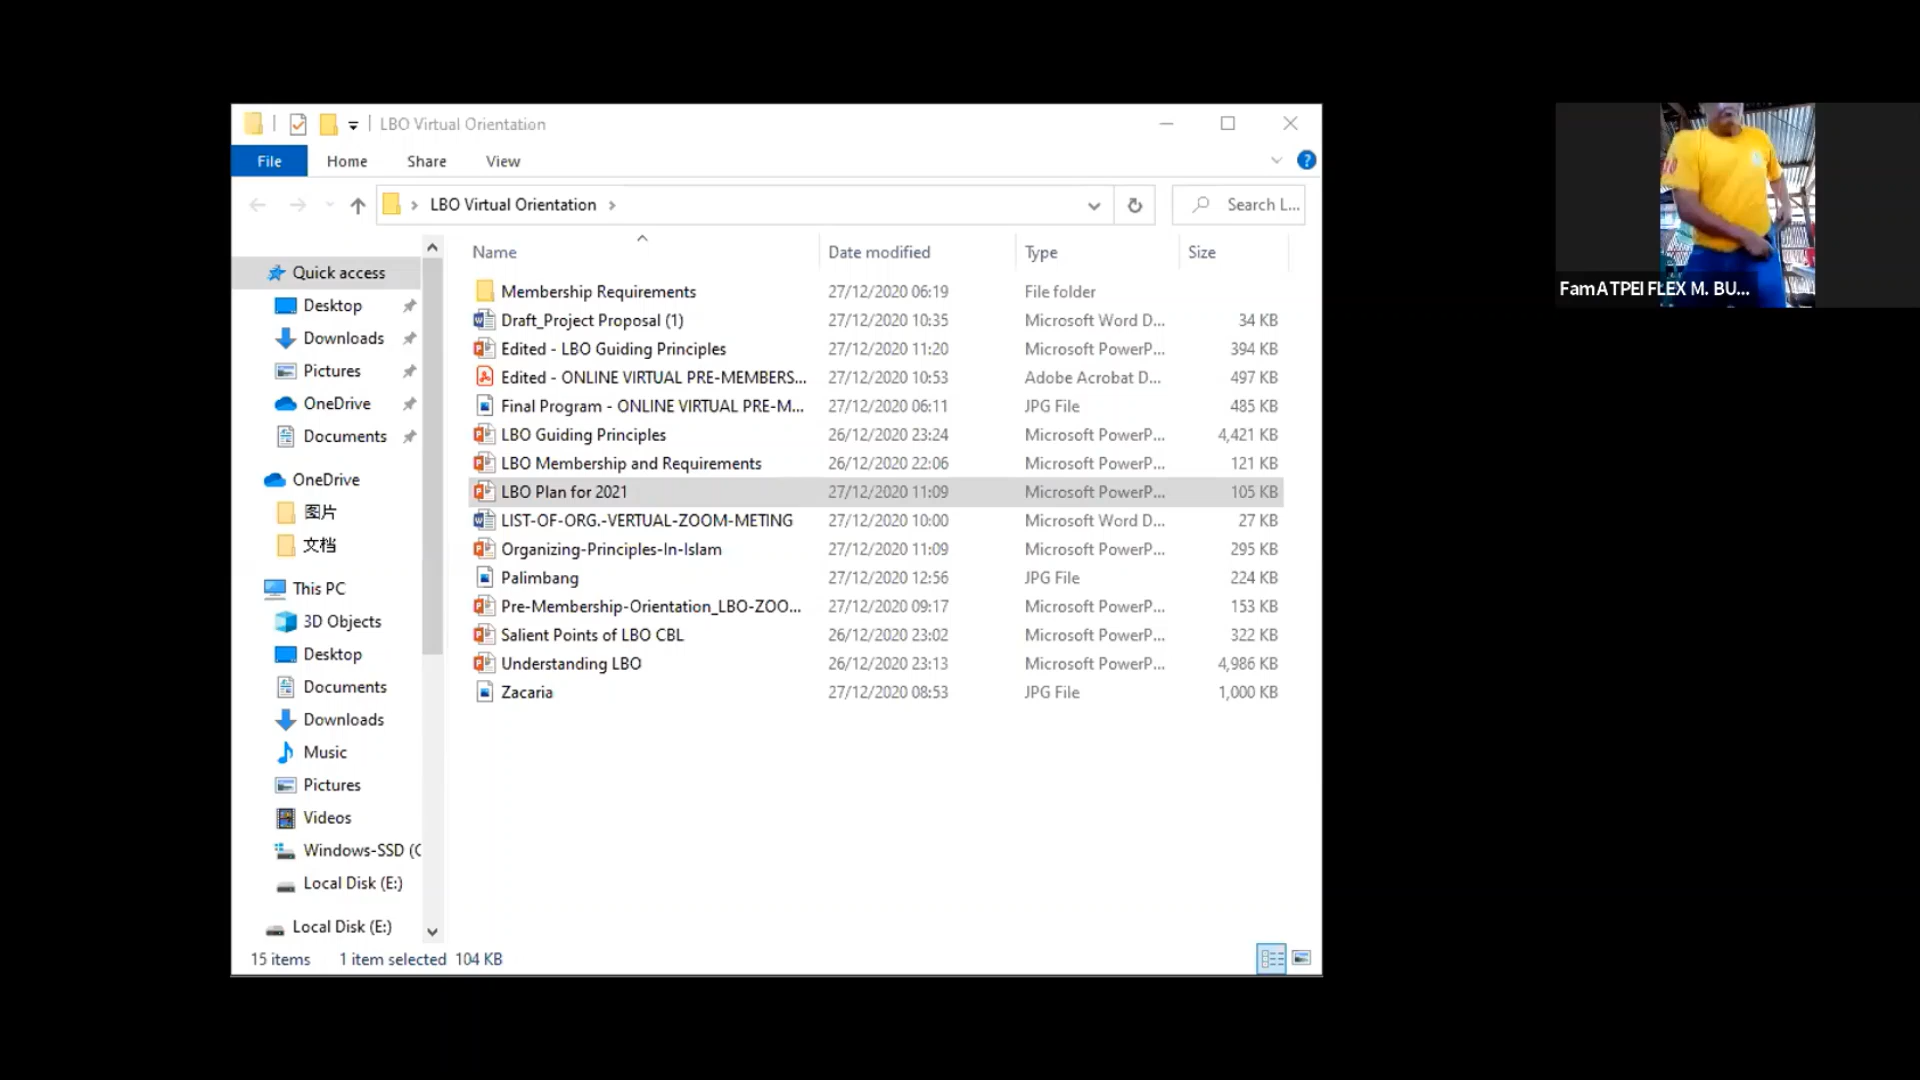 LBO Virtual Orientation
File Home Share View
LBO Virtual Orientation
Search L...
Name Date modified Type Size
Quick access
Desktop
Downloads
Pictures
OneDrive
Documents
OneDrive
图片
文档
This PC
3D Objects
Desktop
Documents
Downloads
Music
Pictures
Videos
Windows-SSD (C
Local Disk (E:)
Local Disk (E:)
Membership Requirements 27/12/2020 06:19 File folder
Draft_Project Proposal (1) 27/12/2020 10:35 Microsoft Word D... 34 KB
Edited - LBO Guiding Principles 27/12/2020 11:20 Microsoft PowerP... 394 KB
Edited - ONLINE VIRTUAL PRE-MEMBERS... 27/12/2020 10:53 Adobe Acrobat D... 497 KB
Final Program - ONLINE VIRTUAL PRE-M... 27/12/2020 06:11 JPG File 485 KB
LBO Guiding Principles 26/12/2020 23:24 Microsoft PowerP... 4,421 KB
LBO Membership and Requirements 26/12/2020 22:06 Microsoft PowerP... 121 KB
LBO Plan for 2021 27/12/2020 11:09 Microsoft PowerP... 105 KB
LIST-OF-ORG.-VERTUAL-ZOOM-METING 27/12/2020 10:00 Microsoft Word D... 27 KB
Organizing-Principles-In-Islam 27/12/2020 11:09 Microsoft PowerP... 295 KB
Palimbang 27/12/2020 12:56 JPG File 224 KB
Pre-Membership-Orientation_LBO-ZOO... 27/12/2020 09:17 Microsoft PowerP... 153 KB
Salient Points of LBO CBL 26/12/2020 23:02 Microsoft PowerP... 322 KB
Understanding LBO 26/12/2020 23:13 Microsoft PowerP... 4,986 KB
Zacaria 27/12/2020 08:53 JPG File 1,000 KB
15 items 1 item selected 104 KB
FamATPEI FLEX M. BU...